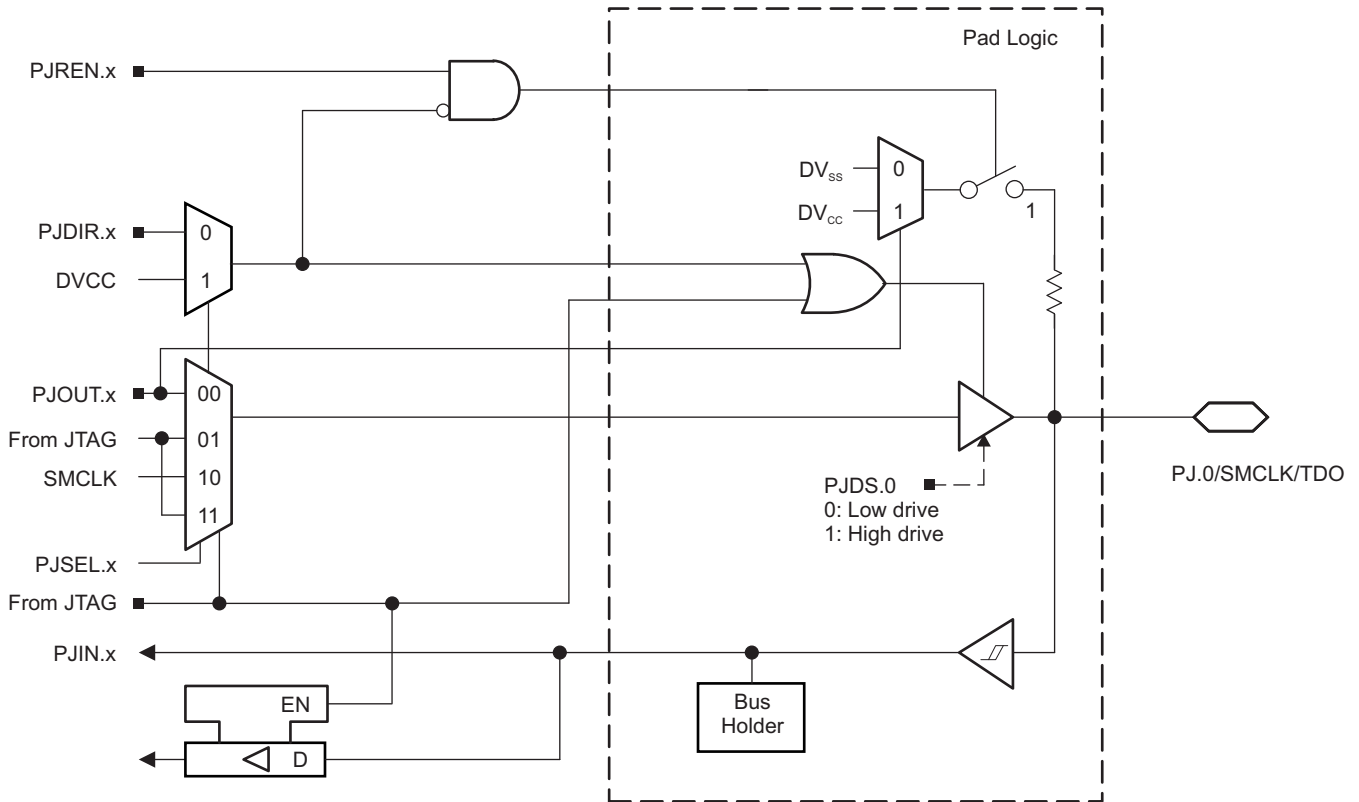 Pad Logic
PJREN.x
DVss
0
DVcc
1
1
PJDIR.x
0
DVCC
1
PJOUT.x
00
From JTAG
01
SMCLK
10
11
PJDS.0
0: Low drive
1: High drive
PJ.0/SMCLK/TDO
PJSEL.x
From JTAG
PJIN.x
EN
D
Bus
Holder